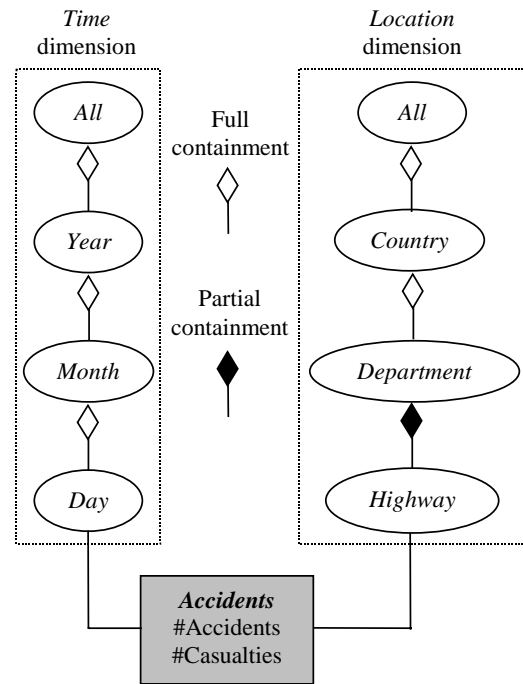 Time
dimension
All
Year
Month
Day
Full
containment
Partial
containment
Location
dimension
All
Country
Department
Highway
Accidents
#Accidents
#Casualties